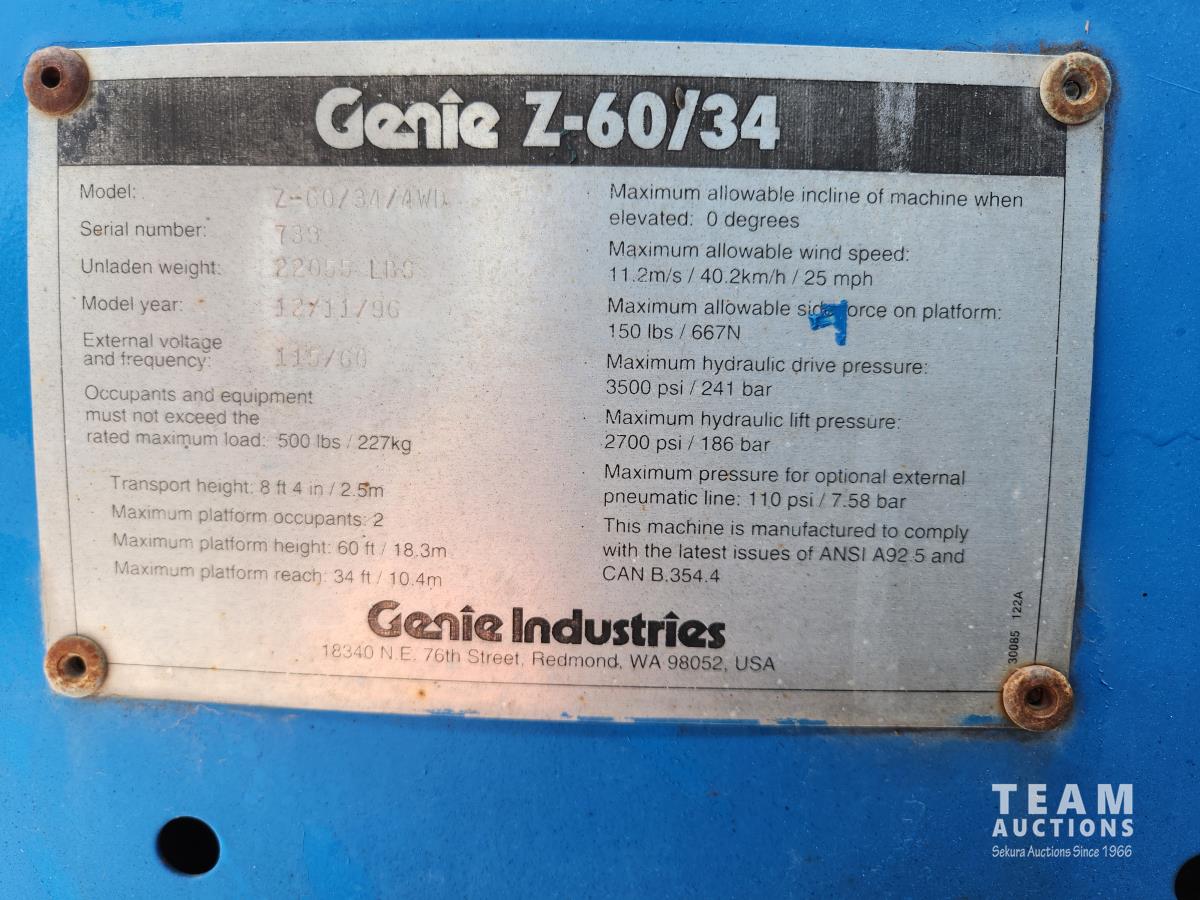 Genie Z-60/34
Model: Z-60/34/4WD
Serial number: 739
Unladen weight: 22055 LBS
Model year: 12/11/96
External voltage
and frequency: 115/60
Occupants and equipment
must not exceed the
rated maximum load: 500 lbs / 227kg
Transport height: 8 ft 4 in / 2.5m
Maximum platform occupants: 2
Maximum platform height: 60 ft / 18.3m
Maximum platform reach: 34 ft / 10.4m
Maximum allowable incline of machine when
elevated: 0 degrees
Maximum allowable wind speed:
11.2m/s / 40.2km/h / 25 mph
Maximum allowable side force on platform:
150 lbs / 667N
Maximum hydraulic drive pressure:
3500 psi / 241 bar
Maximum hydraulic lift pressure:
2700 psi / 186 bar
Maximum pressure for optional external
pneumatic line: 110 psi / 7.58 bar
This machine is manufactured to comply
with the latest issues of ANSI A92.5 and
CAN B.354.4
Genie Industries
18340 N.E. 76th Street, Redmond, WA 98052, USA
30085 122A
TEAM
AUCTIONS
Sekura Auctions Since 1966